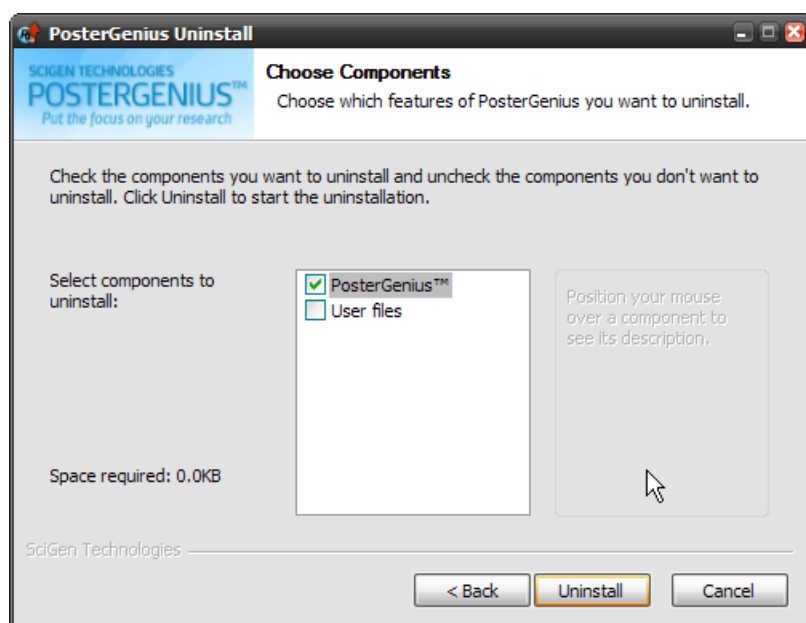 PosterGenius Uninstall
SCIGEN TECHNOLOGIES
POSTERGENIUS™
Put the focus on your research
Choose Components
Choose which features of PosterGenius you want to uninstall.
Check the components you want to uninstall and uncheck the components you don't want to
uninstall. Click Uninstall to start the uninstallation.
Select components to
uninstall:
PosterGenius™
User files
Position your mouse
over a component to
see its description.
Space required: 0.0KB
SciGen Technologies
< Back
Uninstall
Cancel